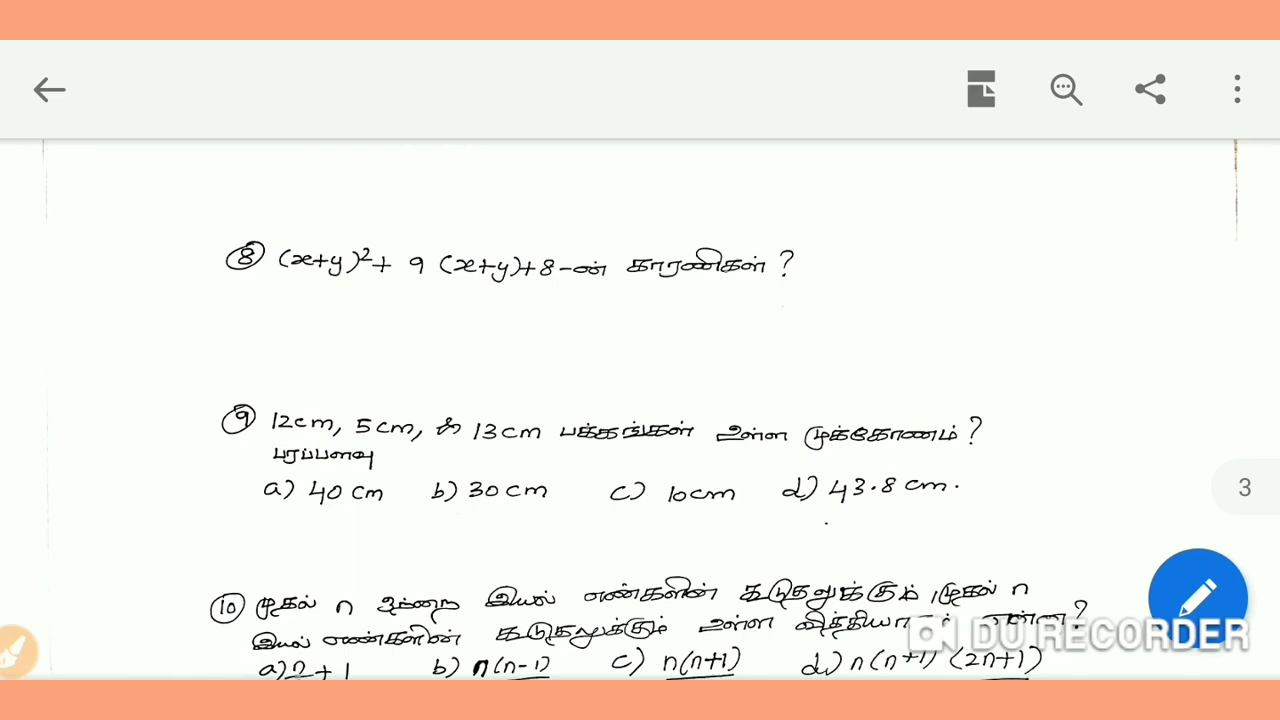 ⑧ (x+y)²+ 9 (x+y)+8-ன் காரணிகள் ?
⑨ 12cm, 5cm, & 13cm பக்கங்கள் உள்ள முக்கோணம் ?
பரப்பளவு
a) 40 cm b) 30 cm c) 10cm d) 43.8 cm.
3
⑩ முதல் n ஒற்றை இயல் எண்களின் கூடுதலுக்கும் முதல் n
இயல் எண்களின் கூடுதலுக்கும் உள்ள என்ன ?
DU RECORDER
b) n(n-1) c) n(n+1) d) n(n+1) (2n+1)